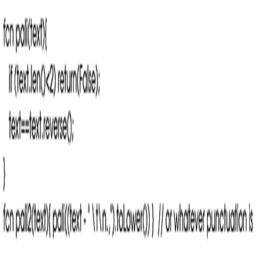 fcn pali(text){
if (text.len()<2) return(False);
text==text.reverse();
}
fcn pali2(text){ pali((text - " \t\n.,").toLower()) } // or whatever punctuation is